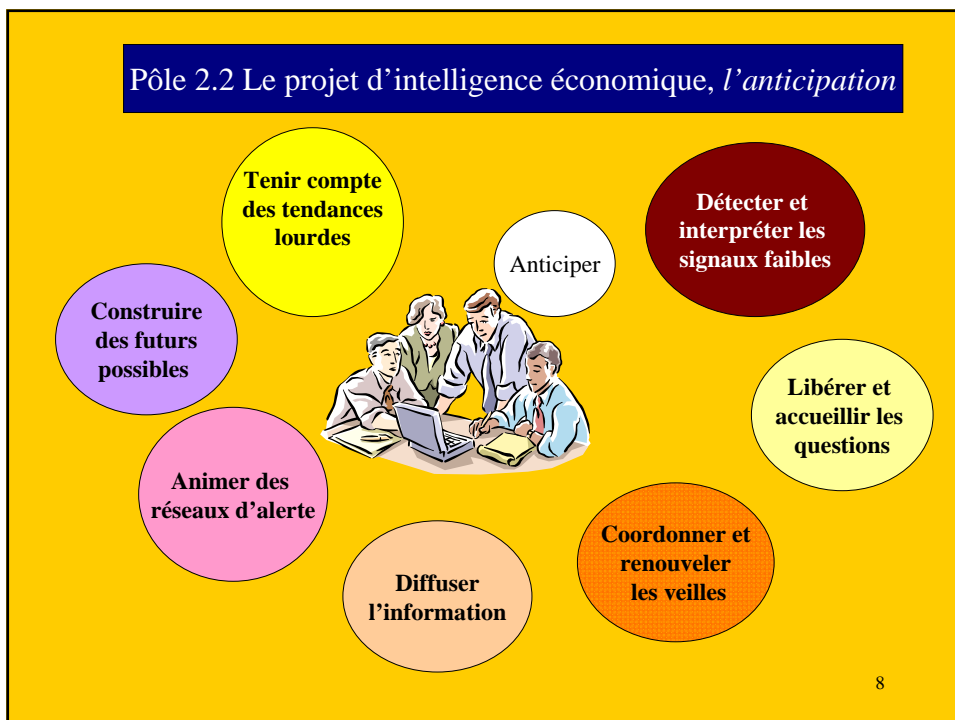 Pôle 2.2 Le projet d’intelligence économique, l’anticipation
Tenir compte
des tendances
lourdes
Détecter et
interpréter les
signaux faibles
Anticiper
Construire
des futurs
possibles
Libérer et
accueillir les
questions
Animer des
réseaux d’alerte
Coordonner et
renouveler
les veilles
Diffuser
l’information
8